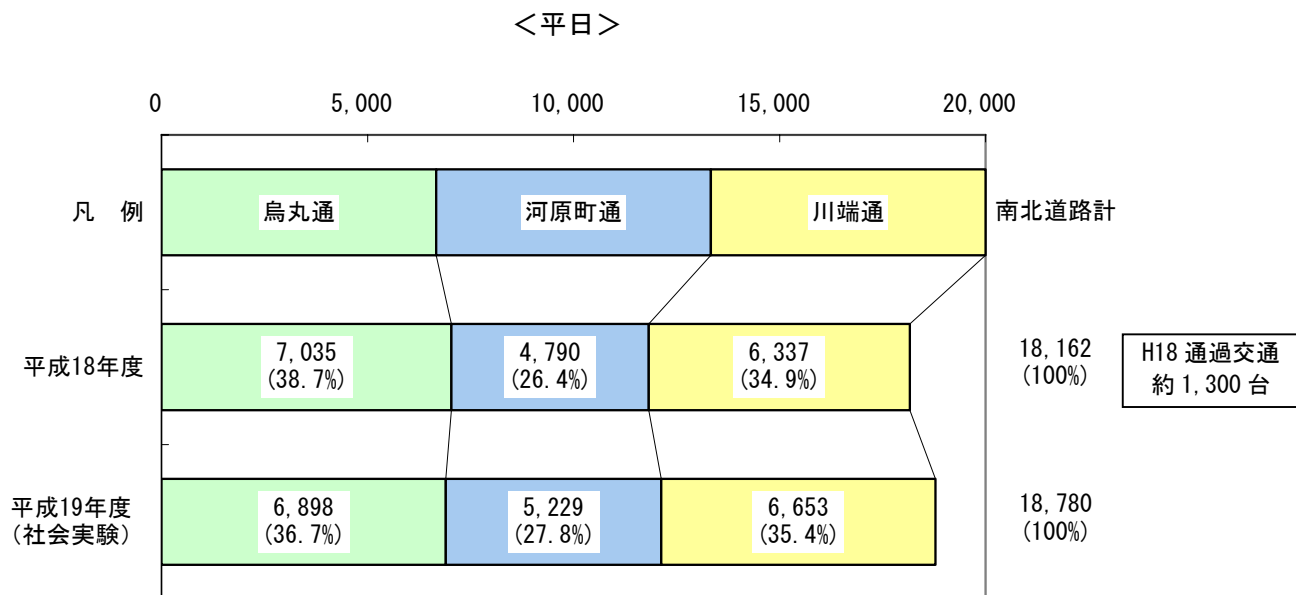 ＜平日＞
0 5,000 10,000 15,000 20,000
凡 例 烏丸通 河原町通 川端通 南北道路計
平成18年度 7,035 4,790 6,337 18,162
(38.7%) (26.4%) (34.9%) (100%)
H18 通過交通
約 1,300 台
平成19年度 6,898 5,229 6,653 18,780
（社会実験） (36.7%) (27.8%) (35.4%) (100%)